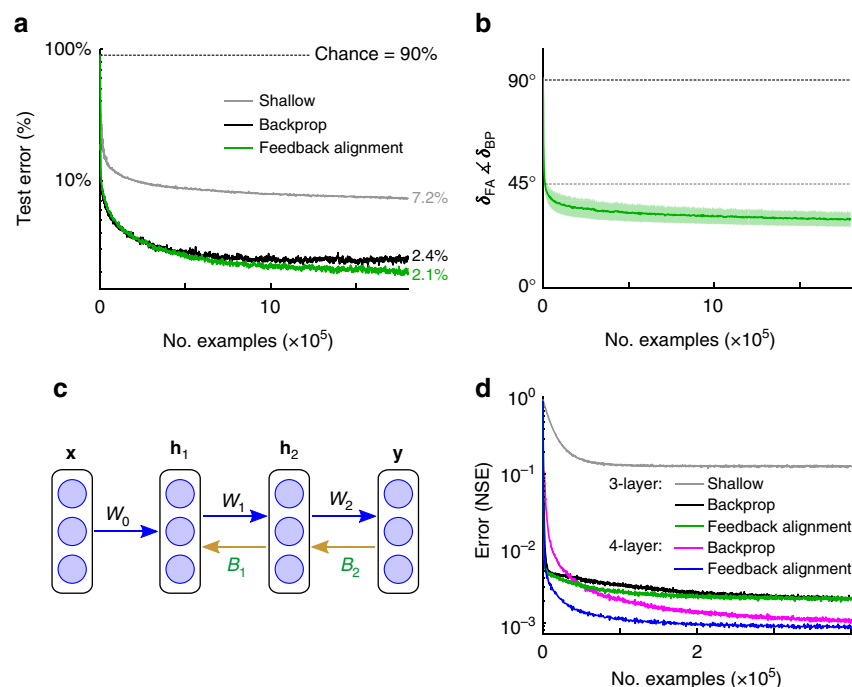 a
100%
Chance = 90%
Shallow
Backprop
Feedback alignment
Test error (%)
10%
7.2%
2.4%
2.1%
0
10
No. examples (×10⁵)
b
90°
δFA ∡ δBP
45°
0°
0
10
No. examples (×10⁵)
c
x
h₁
h₂
y
W₀
W₁
W₂
B₁
B₂
d
10⁰
10⁻¹
Error (NSE)
3-layer: Shallow
Backprop
Feedback alignment
4-layer: Backprop
Feedback alignment
10⁻²
10⁻³
0
2
No. examples (×10⁵)